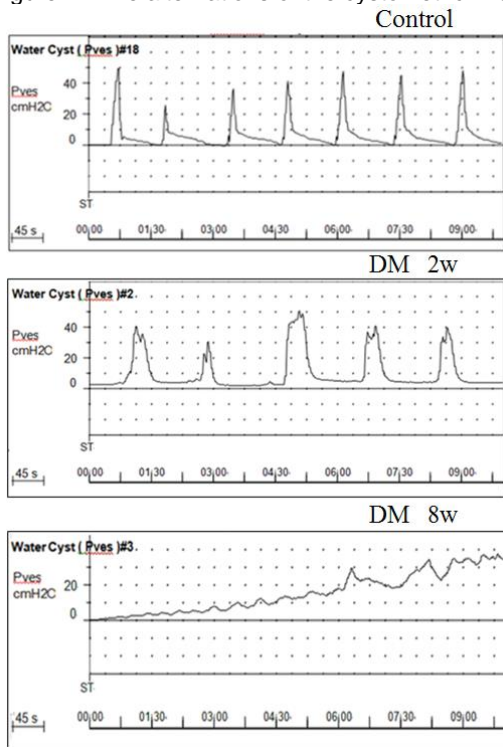 Control
Water Cyst ( Pves )#18
Pves
cmH2C
40
20
0
ST
45 s
00,00 01,30 03,00 04,30 06,00 07,30 09,00
DM 2w
Water Cyst ( Pves )#2.
Pves
cmH2C
40
20
0
ST
45 s
00,00 01,30 03,00 04,30 06,00 07,30 09,00
DM 8w
Water Cyst ( Pves )#3.
Pves
cmH2C
20
0
ST
45 s
00,00 01,30 03,00 04,30 06,00 07,30 09,00